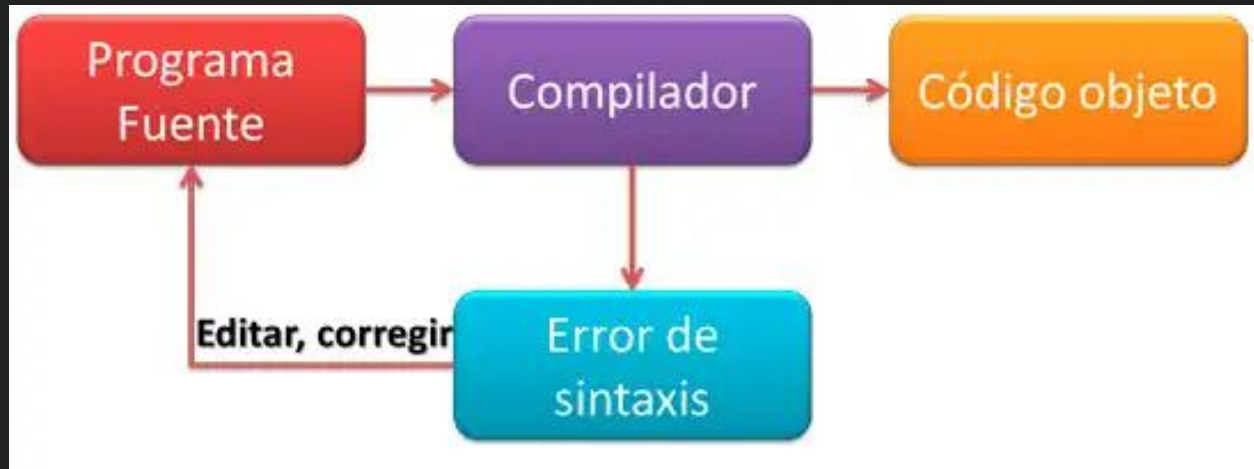 Programa
Fuente
Compilador
Código objeto
Editar, corregir
Error de
sintaxis